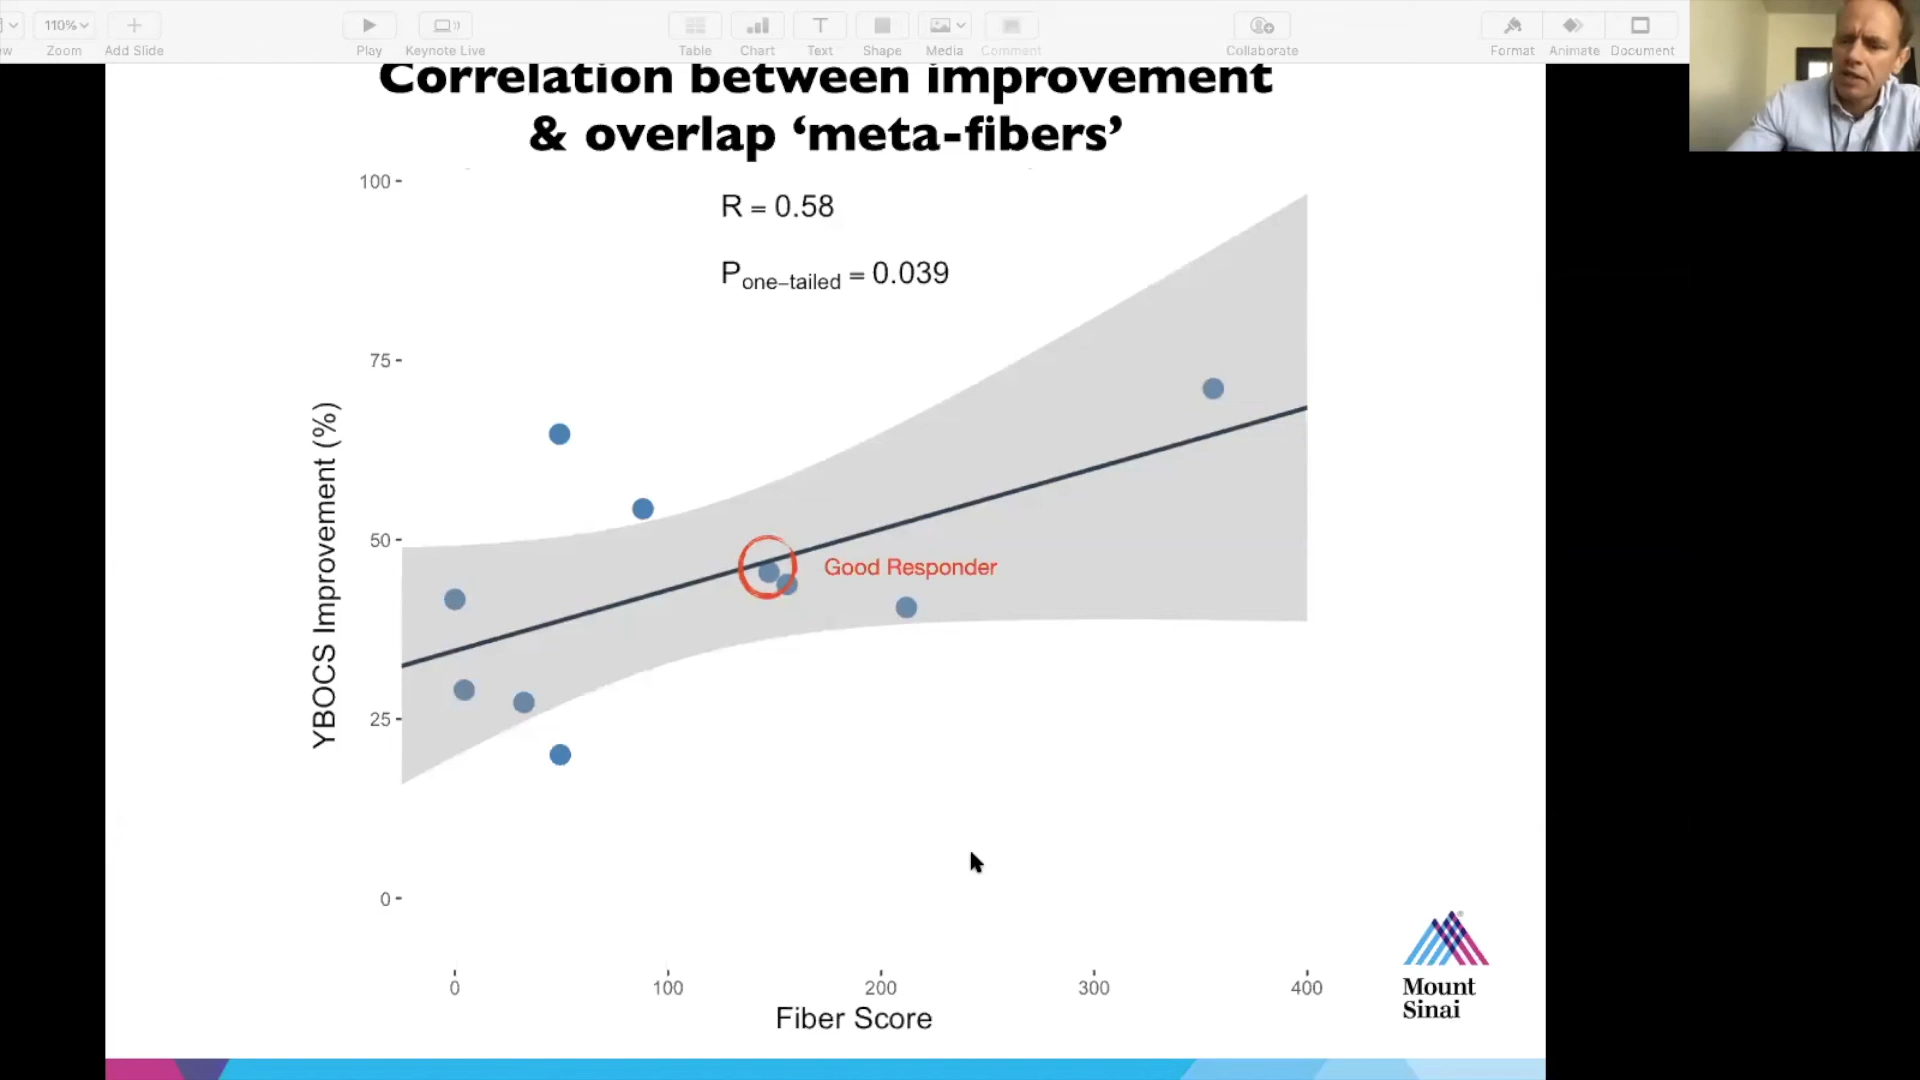 110%
Zoom
Add Slide
Play
Keynote Live
Table
Chart
Text
Shape
Media
Comment
Collaborate
Format
Animate
Document
Correlation between improvement
& overlap ‘meta-fibers’
R = 0.58
Pone–tailed = 0.039
100
75
50
25
0
YBOCS Improvement (%)
Good Responder
0 100 200 300 400
Fiber Score
Mount
Sinai